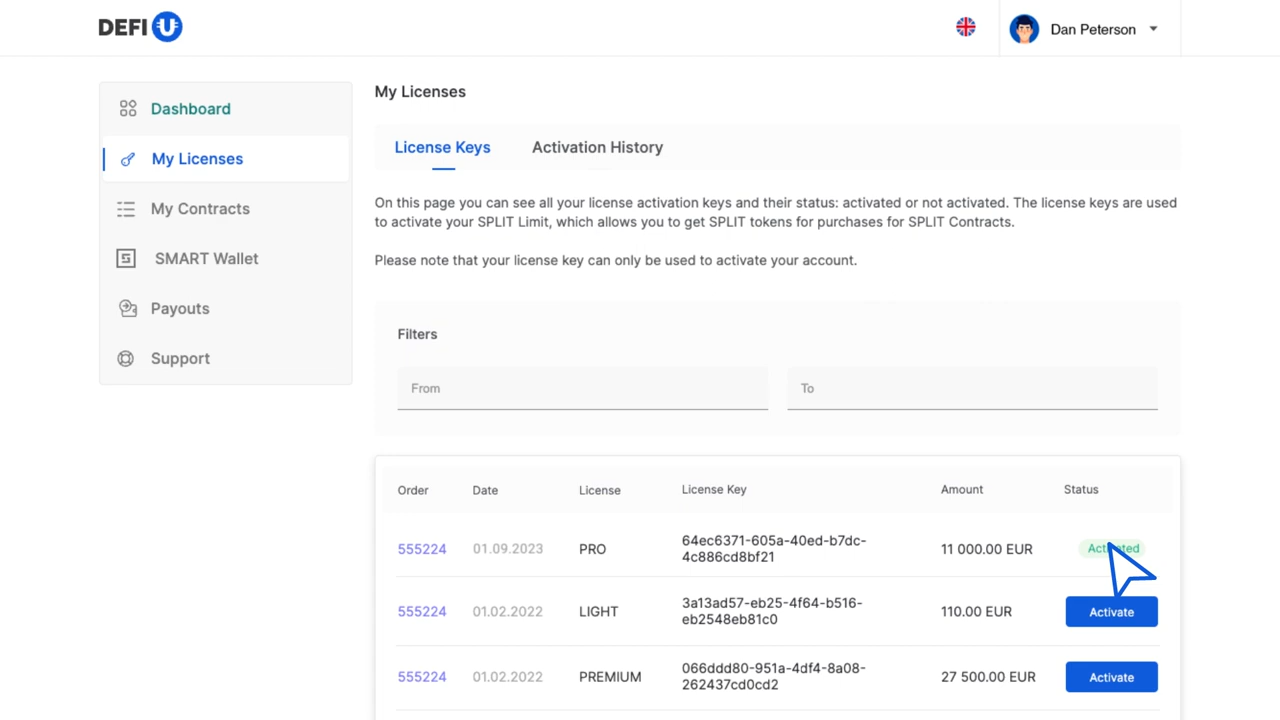 DEFI U
Dan Peterson
Dashboard
My Licenses
My Contracts
SMART Wallet
Payouts
Support
My Licenses
License Keys
Activation History
On this page you can see all your license activation keys and their status: activated or not activated. The license keys are used
to activate your SPLIT Limit, which allows you to get SPLIT tokens for purchases for SPLIT Contracts.
Please note that your license key can only be used to activate your account.
Filters
From
To
Order Date License License Key Amount Status
555224 01.09.2023 PRO 64ec6371-605a-40ed-b7dc- 11 000.00 EUR Activated
4c886cd8bf21
555224 01.02.2022 LIGHT 3a13ad57-eb25-4f64-b516- 110.00 EUR Activate
eb2548eb81c0
555224 01.02.2022 PREMIUM 066ddd80-951a-4df4-8a08- 27 500.00 EUR Activate
262437cd0cd2